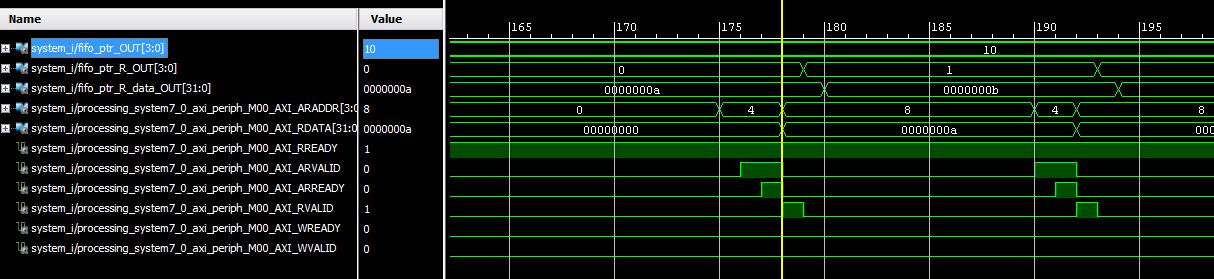 Name Value 165 170 175 180 185 190 195
system_i/fifo_ptr_OUT[3:0] 10 10
system_i/fifo_ptr_R_OUT[3:0] 0 0 1
system_i/fifo_ptr_R_data_OUT[31:0] 0000000a 0000000a 0000000b
system_i/processing_system7_0_axi_periph_M00_AXI_ARADDR[3:0 8 0 4 8 4 8
system_i/processing_system7_0_axi_periph_M00_AXI_RDATA[31:0 0000000a 00000000 0000000a 000
system_i/processing_system7_0_axi_periph_M00_AXI_RREADY 1
system_i/processing_system7_0_axi_periph_M00_AXI_ARVALID 0
system_i/processing_system7_0_axi_periph_M00_AXI_ARREADY 0
system_i/processing_system7_0_axi_periph_M00_AXI_RVALID 1
system_i/processing_system7_0_axi_periph_M00_AXI_WREADY 0
system_i/processing_system7_0_axi_periph_M00_AXI_WVALID 0